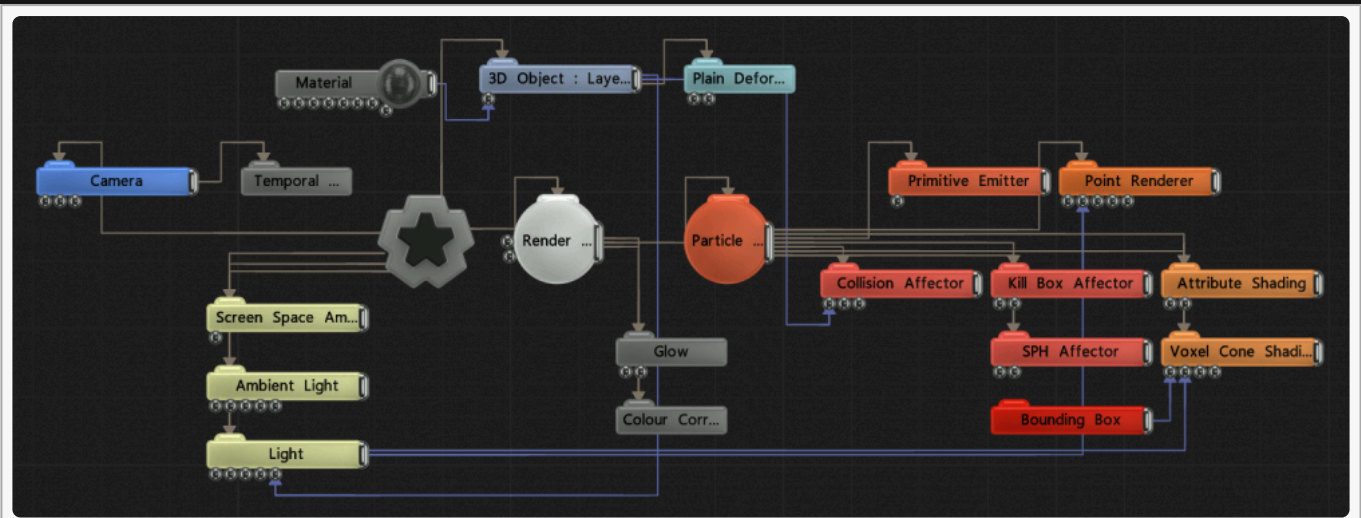 Material
3D Object : Laye...
Plain Defor...
Camera
Temporal ...
Primitive Emitter
Point Renderer
Render ...
Particle ...
Collision Affector
Kill Box Affector
Attribute Shading
Screen Space Am...
Glow
SPH Affector
Voxel Cone Shadi...
Ambient Light
Colour Corr...
Bounding Box
Light